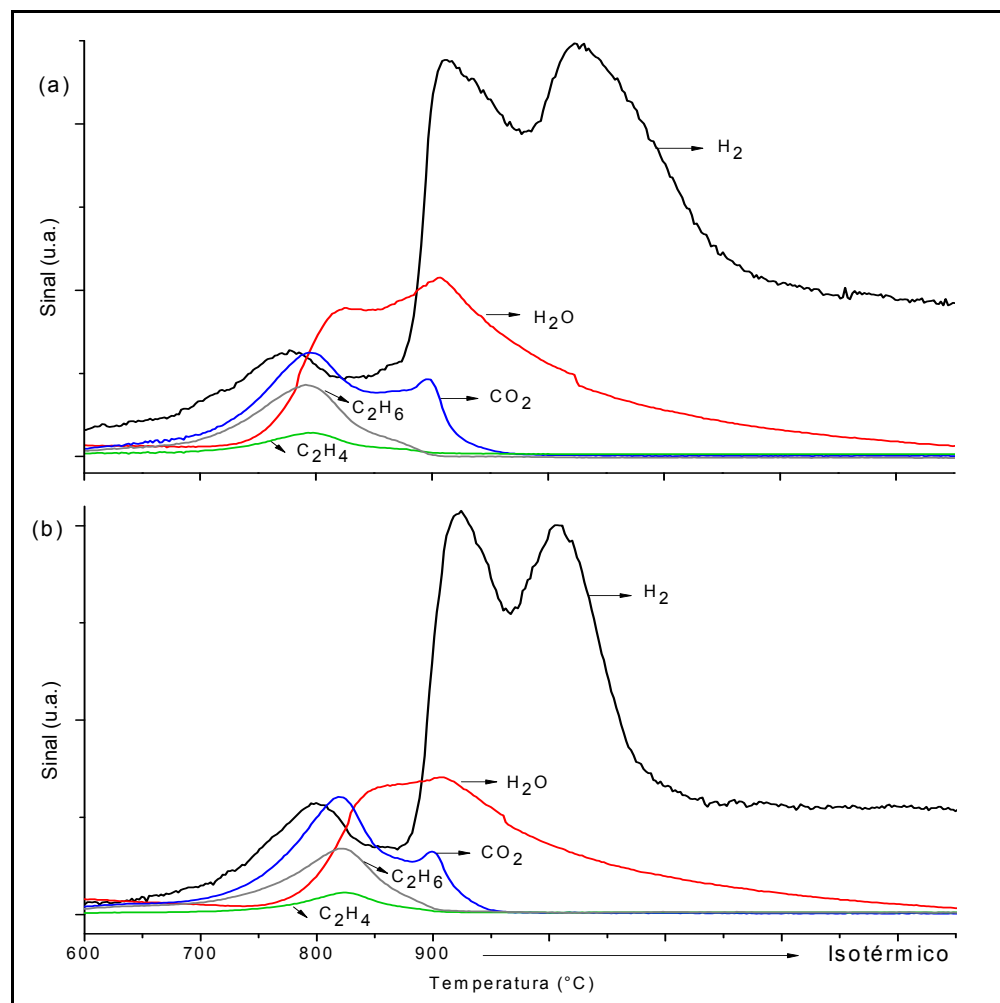 (a)
Sinal (u.a.)
H2
H2O
CO2
C2H6
C2H4
(b)
Sinal (u.a.)
H2
H2O
CO2
C2H6
C2H4
600 700 800 900 Isotérmico
Temperatura (°C)